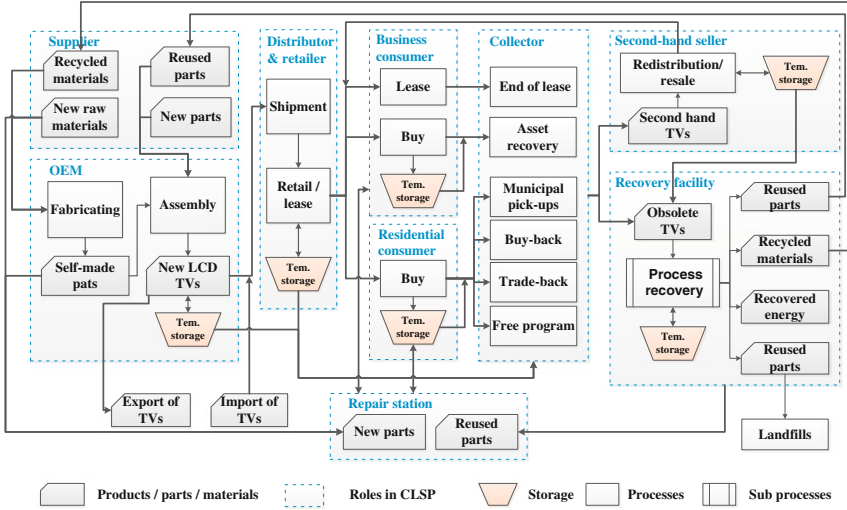 Supplier
Recycled
materials
New raw
materials
Reused
parts
New parts
OEM
Fabricating
Assembly
Self-made
pats
New LCD
TVs
Tem.
storage
Export of
TVs
Import of
TVs
Distributor
& retailer
Shipment
Retail /
lease
Tem.
storage
Business
consumer
Lease
Buy
Tem.
storage
Residential
consumer
Buy
Tem.
storage
Collector
End of lease
Asset
recovery
Municipal
pick-ups
Buy-back
Trade-back
Free program
Repair station
New parts
Reused
parts
Second-hand seller
Redistribution/
resale
Tem.
storage
Second hand
TVs
Recovery facility
Obsolete
TVs
Process
recovery
Tem.
storage
Reused
parts
Recycled
materials
Recovered
energy
Reused
parts
Landfills
Products / parts / materials
Roles in CLSP
Storage
Processes
Sub processes